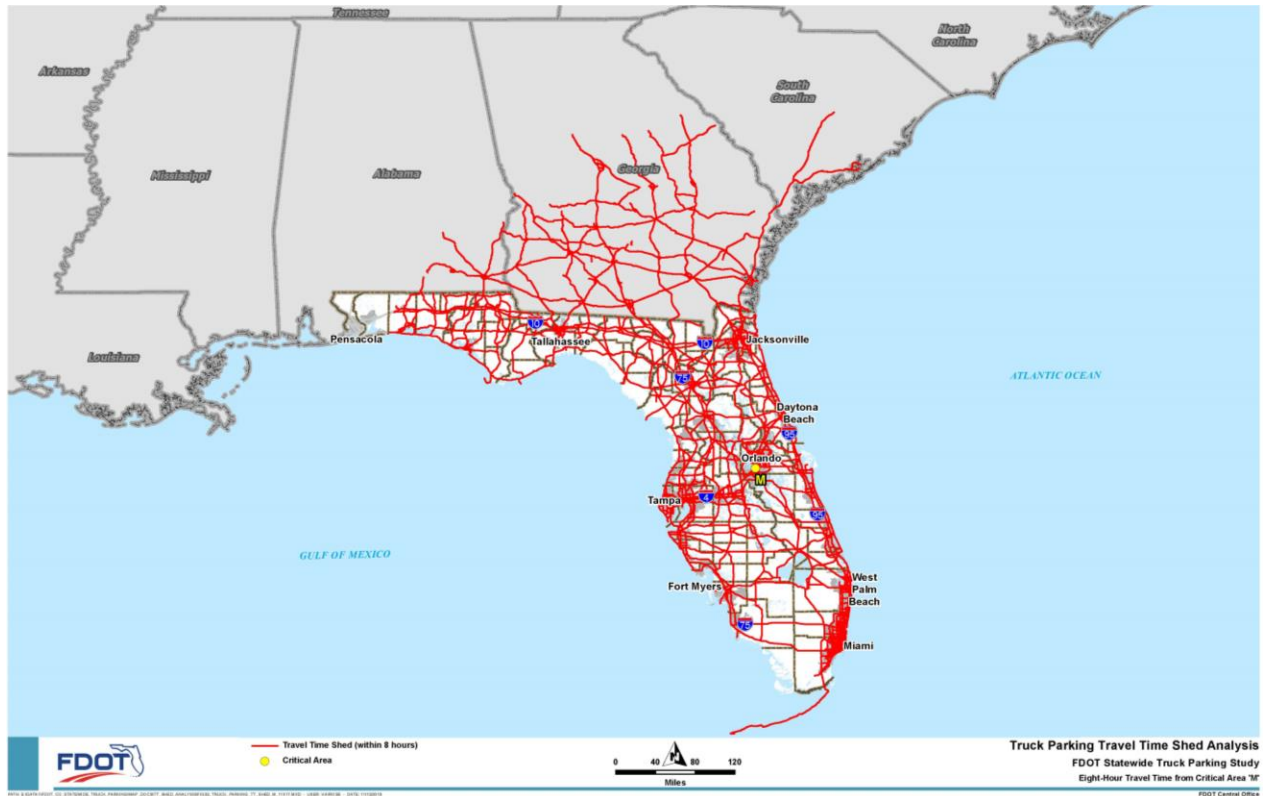 Tennessee
North
Carolina
Arkansas
South
Carolina
Mississippi
Alabama
Georgia
Pensacola
10
Tallahassee
10
Jacksonville
Louisiana
75
ATLANTIC OCEAN
Daytona
Beach
95
Orlando
M
Tampa
4
95
GULF OF MEXICO
Fort Myers
West
Palm
Beach
75
Miami
FDOT
Travel Time Shed (within 8 hours)
Critical Area
N
0 40 80 120
Miles
Truck Parking Travel Time Shed Analysis
FDOT Statewide Truck Parking Study
Eight-Hour Travel Time from Critical Area "M"
FDOT Central Office